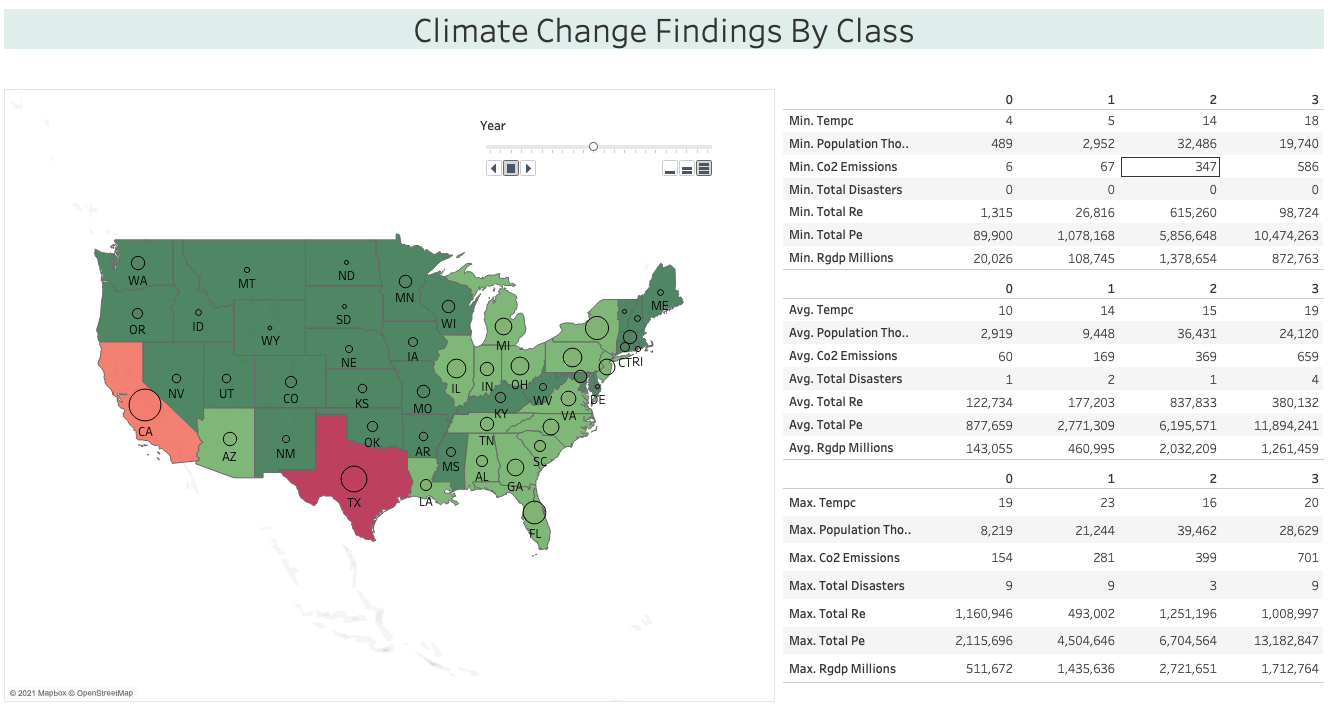 Climate Change Findings By Class
Year
WA
MT
ND
MN
OR
ID
SD
WI
ME
WY
MI
NE
IA
CTRI
NV
UT
CO
KS
MO
IL
IN
OH
WV
DE
KY
VA
CA
AZ
NM
OK
AR
TN
SC
MS
AL
GA
TX
LA
FL
© 2021 Mapbox © OpenStreetMap
0 1 2 3
Min. Tempc 4 5 14 18
Min. Population Tho.. 489 2,952 32,486 19,740
Min. Co2 Emissions 6 67 347 586
Min. Total Disasters 0 0 0 0
Min. Total Re 1,315 26,816 615,260 98,724
Min. Total Pe 89,900 1,078,168 5,856,648 10,474,263
Min. Rgdp Millions 20,026 108,745 1,378,654 872,763
0 1 2 3
Avg. Tempc 10 14 15 19
Avg. Population Tho.. 2,919 9,448 36,431 24,120
Avg. Co2 Emissions 60 169 369 659
Avg. Total Disasters 1 2 1 4
Avg. Total Re 122,734 177,203 837,833 380,132
Avg. Total Pe 877,659 2,771,309 6,195,571 11,894,241
Avg. Rgdp Millions 143,055 460,995 2,032,209 1,261,459
0 1 2 3
Max. Tempc 19 23 16 20
Max. Population Tho.. 8,219 21,244 39,462 28,629
Max. Co2 Emissions 154 281 399 701
Max. Total Disasters 9 9 3 9
Max. Total Re 1,160,946 493,002 1,251,196 1,008,997
Max. Total Pe 2,115,696 4,504,646 6,704,564 13,182,847
Max. Rgdp Millions 511,672 1,435,636 2,721,651 1,712,764